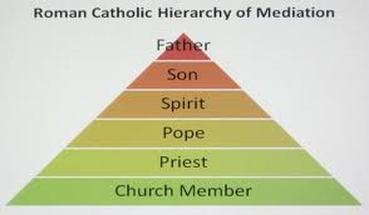 Roman Catholic Hierarchy of Mediation
Father
Son
Spirit
Pope
Priest
Church Member